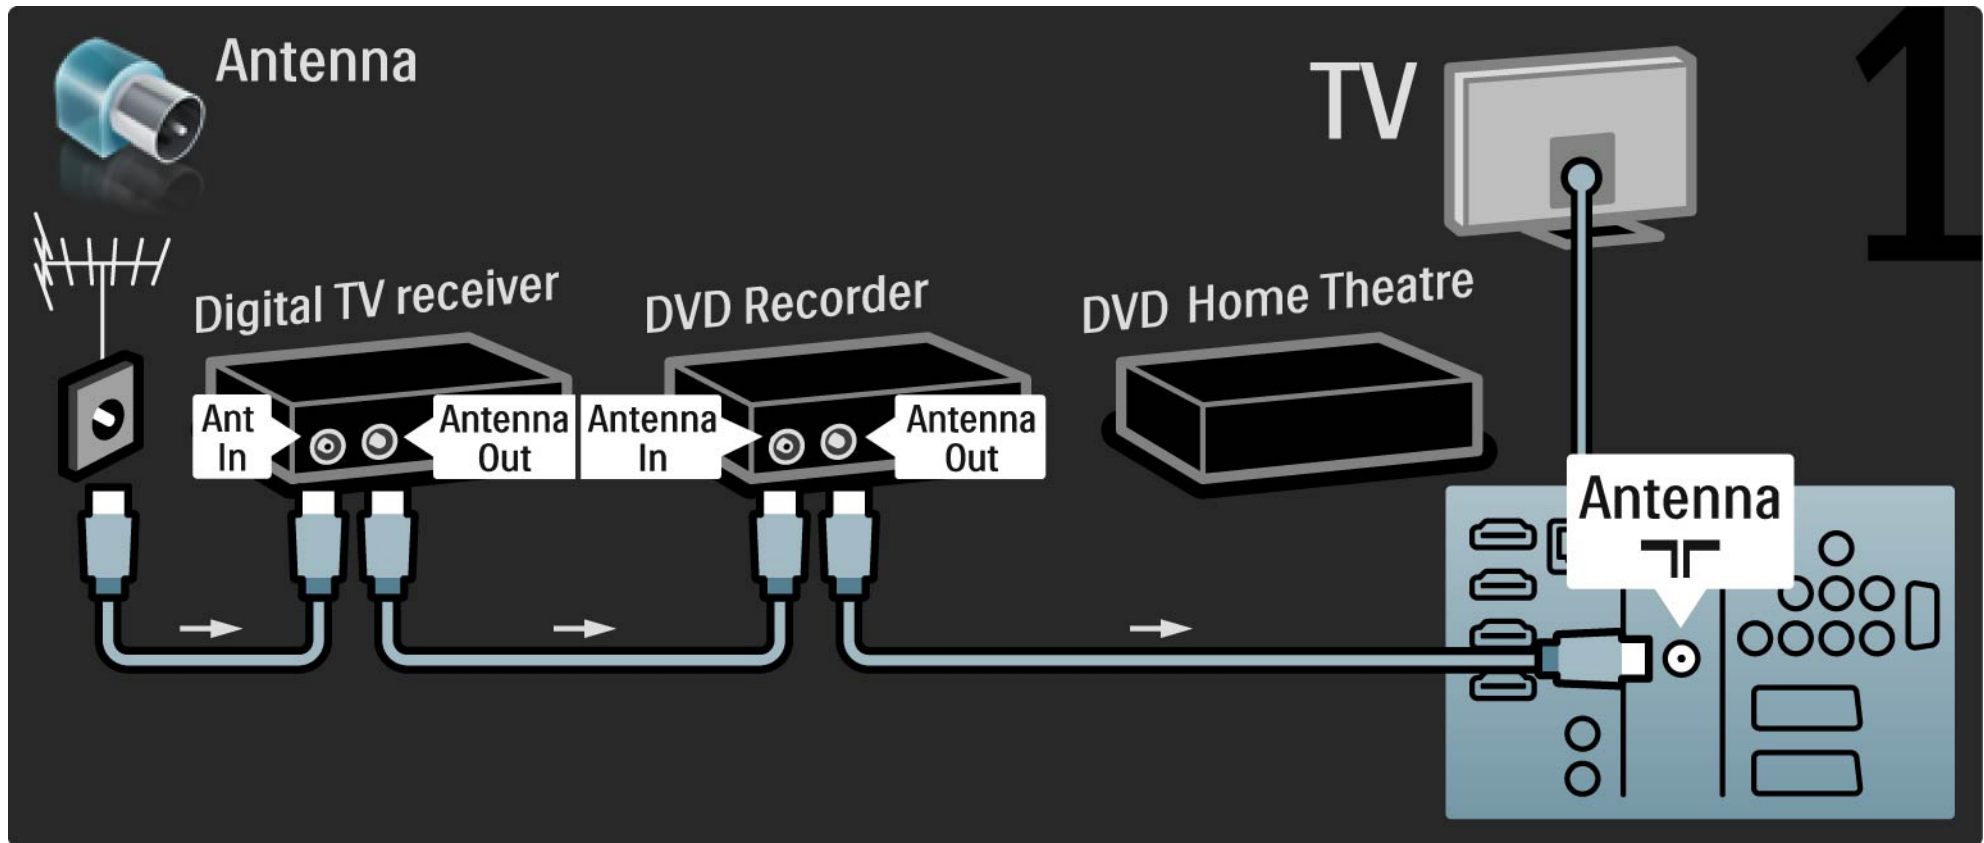 Antenna
TV
1
Digital TV receiver
DVD Recorder
DVD Home Theatre
Ant
In
Antenna
Out
Antenna
In
Antenna
Out
Antenna